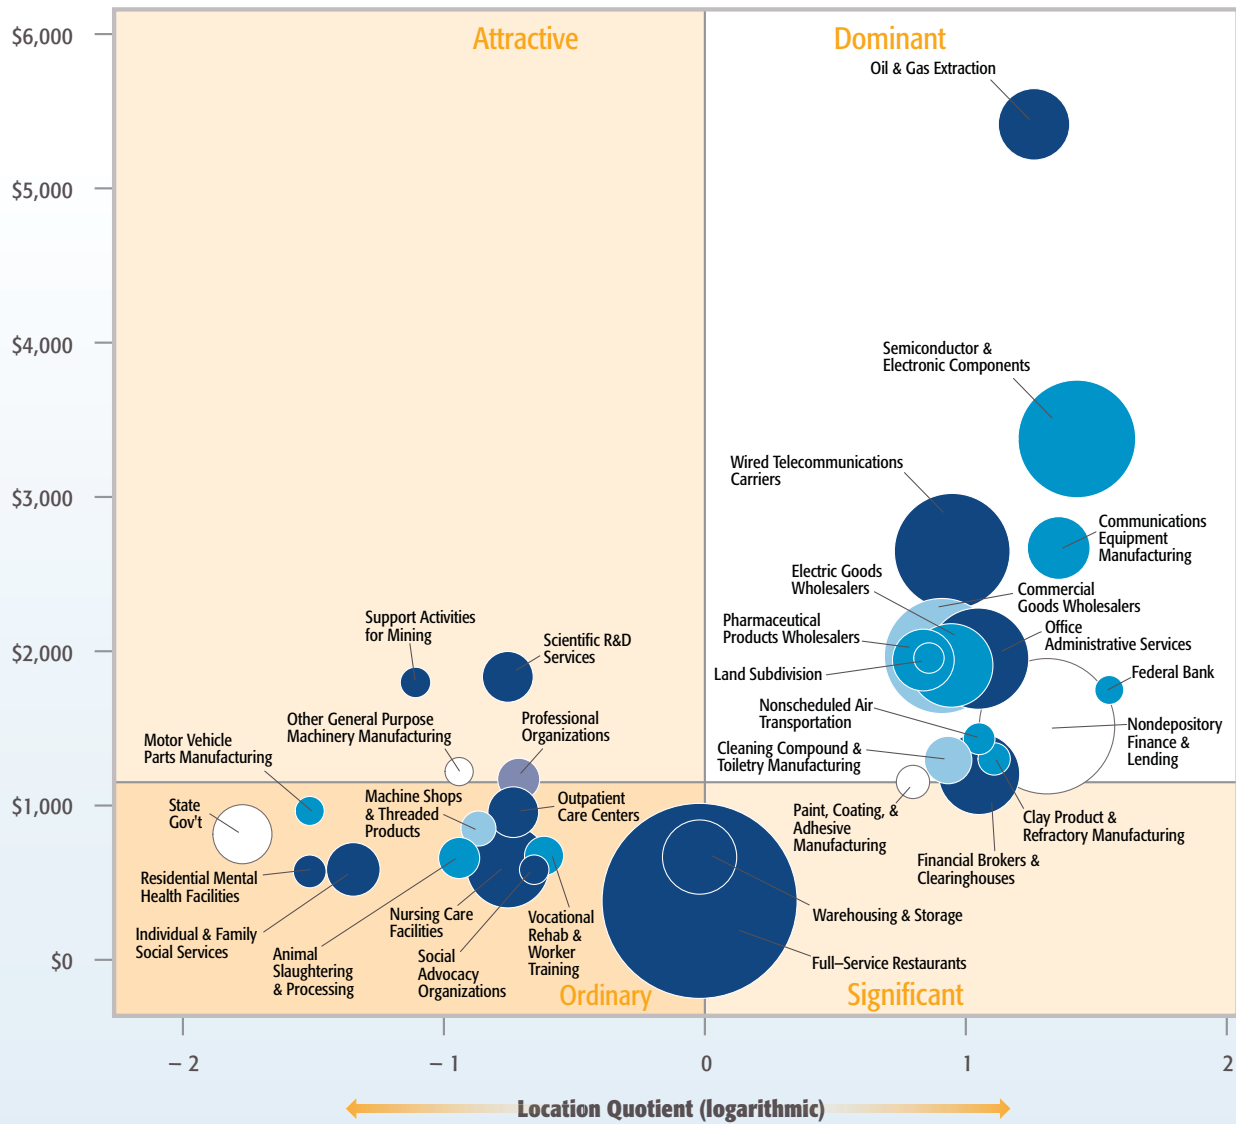 $6,000
$5,000
$4,000
$3,000
$2,000
$1,000
$0
Attractive
Dominant
Oil & Gas Extraction
Semiconductor &
Electronic Components
Wired Telecommunications
Carriers
Communications
Equipment
Manufacturing
Electric Goods
Wholesalers
Commercial
Goods Wholesalers
Pharmaceutical
Products Wholesalers
Office
Administrative Services
Land Subdivision
Federal Bank
Nonscheduled Air
Transportation
Nondepository
Finance &
Lending
Cleaning Compound &
Toiletry Manufacturing
Paint, Coating, &
Adhesive
Manufacturing
Clay Product &
Refractory Manufacturing
Financial Brokers &
Clearinghouses
Support Activities
for Mining
Scientific R&D
Services
Other General Purpose
Machinery Manufacturing
Professional
Organizations
Motor Vehicle
Parts Manufacturing
State
Gov't
Machine Shops
& Threaded
Products
Outpatient
Care Centers
Residential Mental
Health Facilities
Individual & Family
Social Services
Animal
Slaughtering
& Processing
Nursing Care
Facilities
Social
Advocacy
Organizations
Vocational
Rehab &
Worker
Training
Warehousing & Storage
Full–Service Restaurants
Ordinary
Significant
– 2
– 1
0
1
2
Location Quotient (logarithmic)